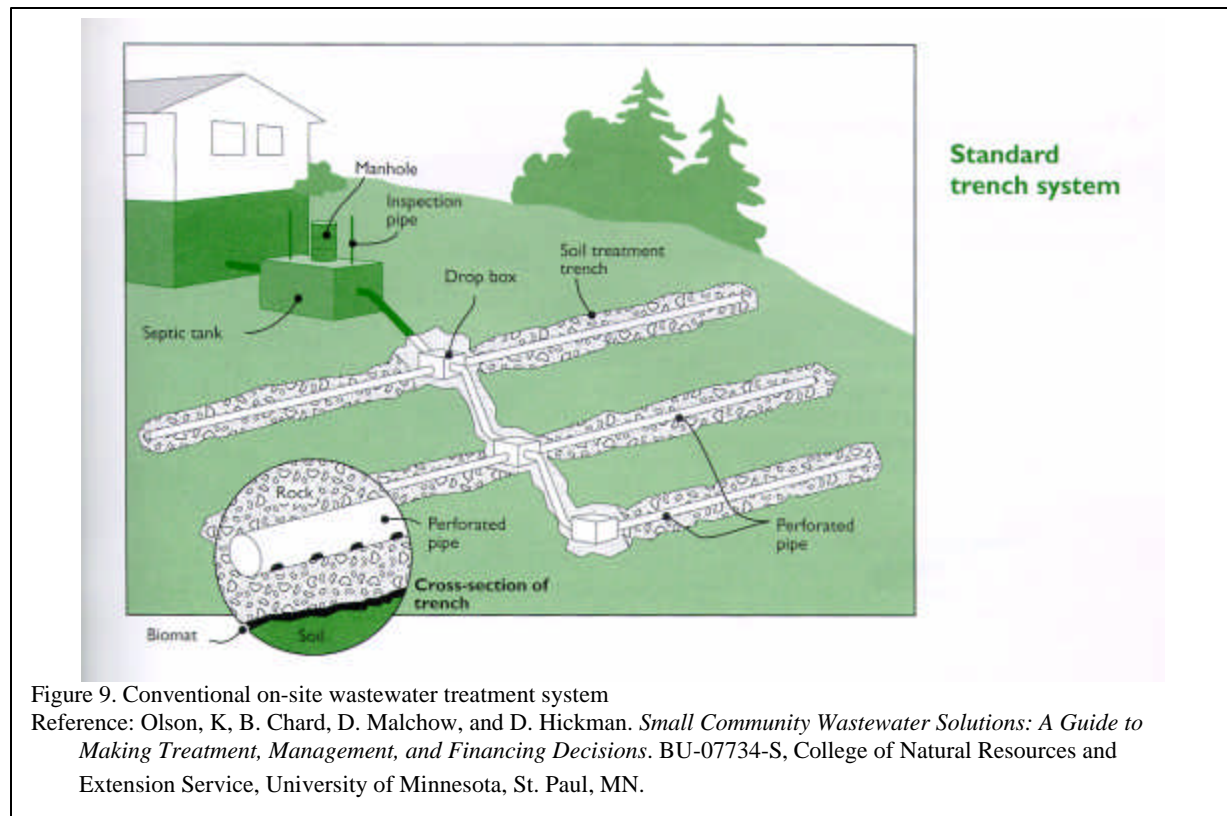 Standard
trench system
Manhole
Inspection
pipe
Soil treatment
trench
Drop box
Septic tank
Rock
Perforated
pipe
Perforated
pipe
Cross-section of
trench
Biomat
Soil
Figure 9. Conventional on-site wastewater treatment system
Reference: Olson, K, B. Chard, D. Malchow, and D. Hickman. Small Community Wastewater Solutions: A Guide to
Making Treatment, Management, and Financing Decisions. BU-07734-S, College of Natural Resources and
Extension Service, University of Minnesota, St. Paul, MN.